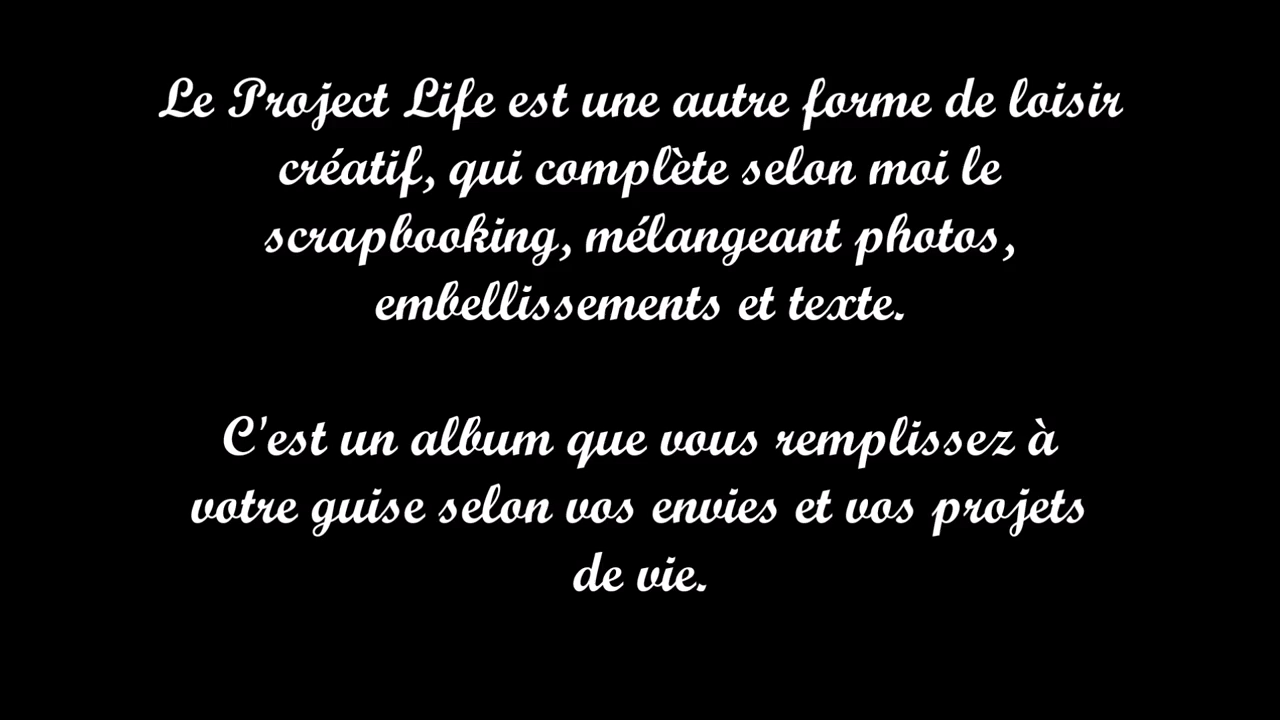 Le Project Life est une autre forme de loisir
créatif, qui complète selon moi le
scrapbooking, mélangeant photos,
embellissements et texte.
C'est un album que vous remplissez à
votre guise selon vos envies et vos projets
de vie.